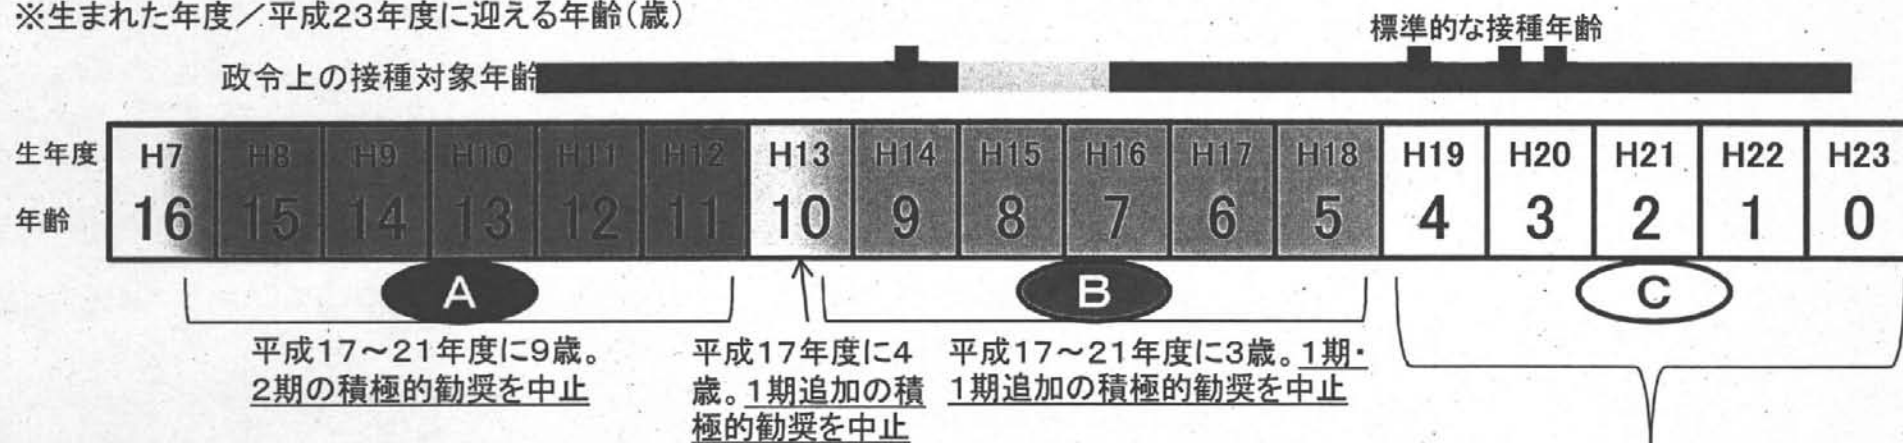 ※生まれた年度／平成23年度に迎える年齢(歳)
標準的な接種年齢
政令上の接種対象年齢
生年度 H7 H8 H9 H10 H11 H12 H13 H14 H15 H16 H17 H18 H19 H20 H21 H22 H23
年齢 16 15 14 13 12 11 10 9 8 7 6 5 4 3 2 1 0
A B C
平成17～21年度に9歳。
2期の積極的勧奨を中止
平成17年度に4
歳。1期追加の積
極的勧奨を中止
平成17～21年度に3歳。1期・
1期追加の積極的勧奨を中止